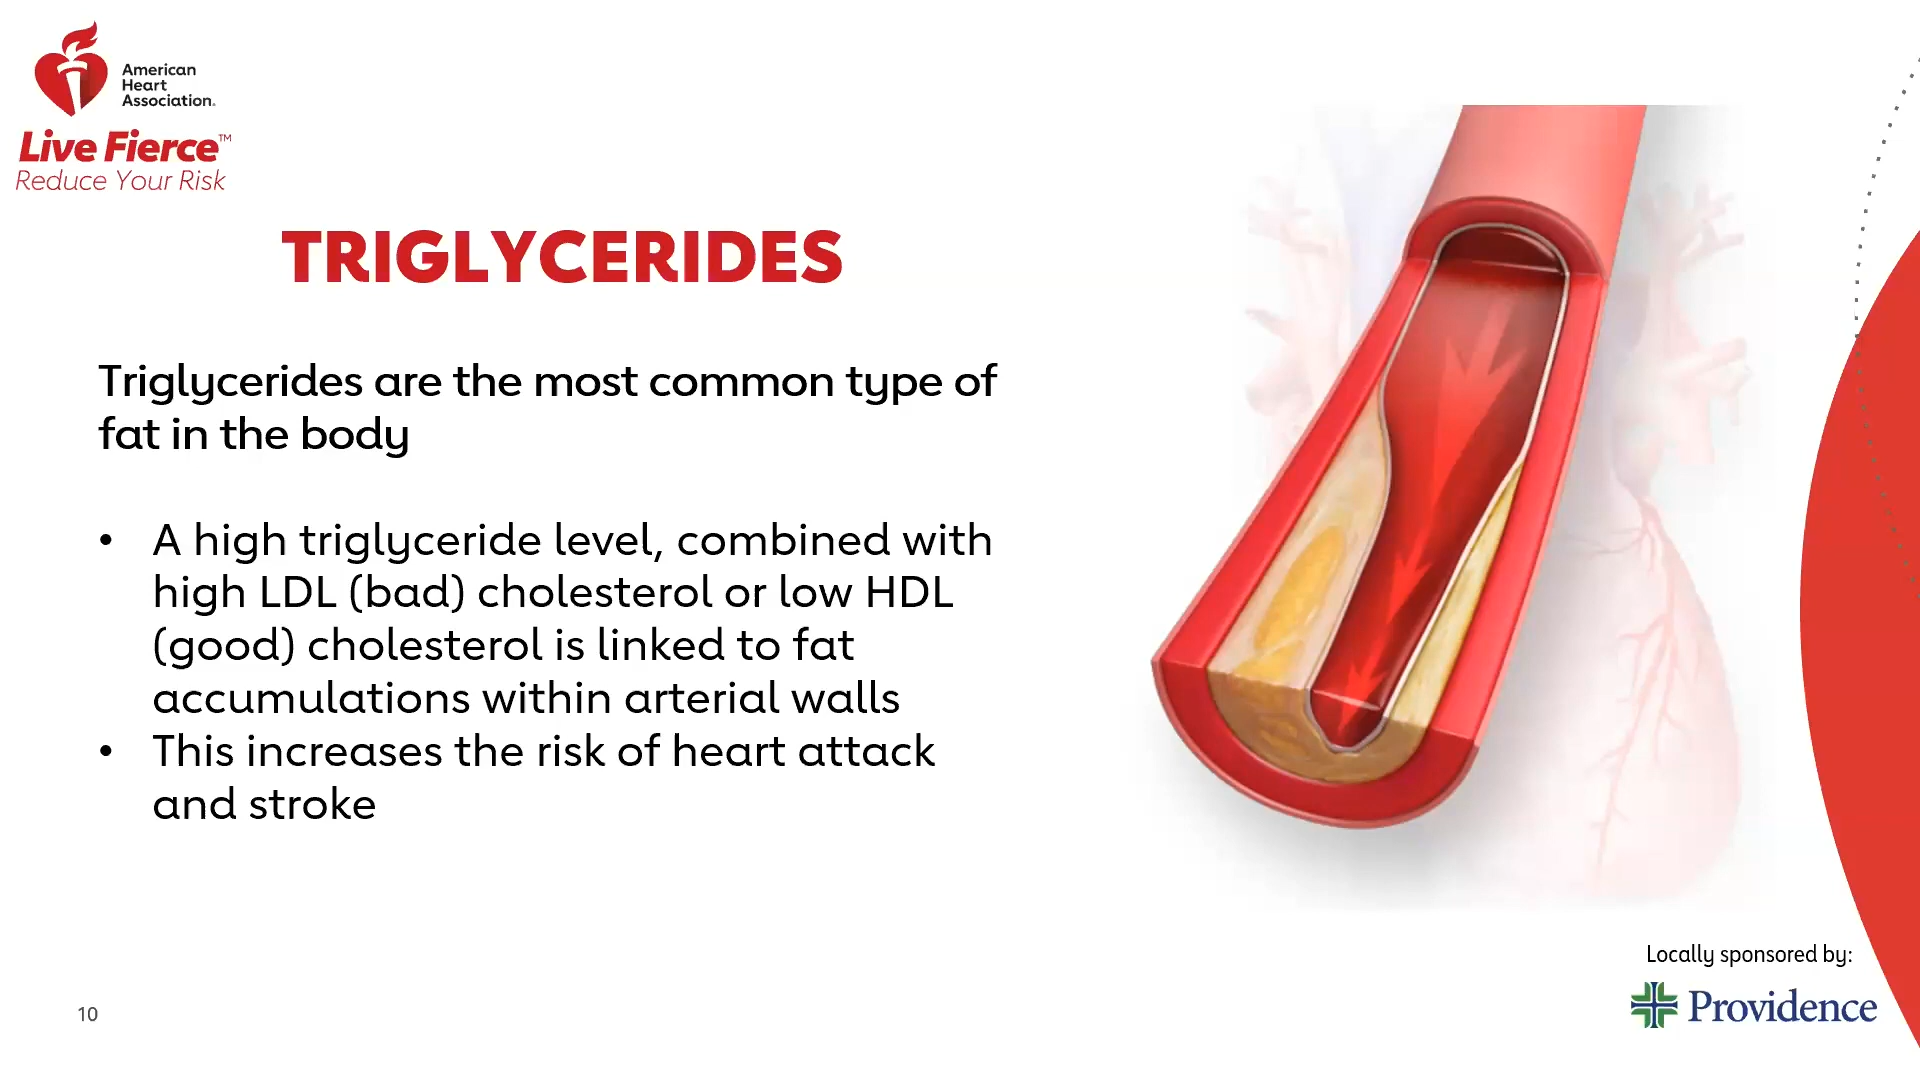 American
Heart
Association.
Live Fierce™
Reduce Your Risk
TRIGLYCERIDES
Triglycerides are the most common type of
fat in the body
• A high triglyceride level, combined with
high LDL (bad) cholesterol or low HDL
(good) cholesterol is linked to fat
accumulations within arterial walls
• This increases the risk of heart attack
and stroke
Locally sponsored by:
Providence
10